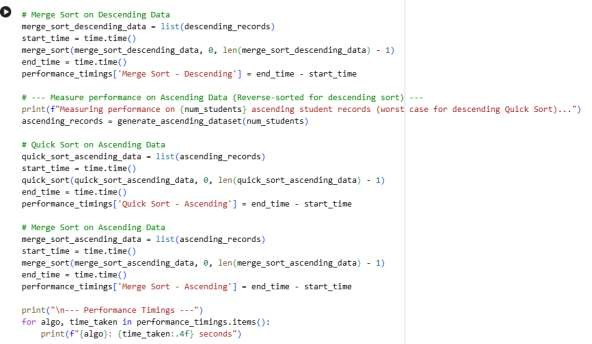 # Merge Sort on Descending Data
merge_sort_descending_data = list(descending_records)
start_time = time.time()
merge_sort(merge_sort_descending_data, 0, len(merge_sort_descending_data) - 1)
end_time = time.time()
performance_timings['Merge Sort - Descending'] = end_time - start_time

# --- Measure performance on Ascending Data (Reverse-sorted for descending sort) ---
print(f"Measuring performance on {num_students} ascending student records (worst case for descending Quick Sort)...")
ascending_records = generate_ascending_dataset(num_students)

# Quick Sort on Ascending Data
quick_sort_ascending_data = list(ascending_records)
start_time = time.time()
quick_sort(quick_sort_ascending_data, 0, len(quick_sort_ascending_data) - 1)
end_time = time.time()
performance_timings['Quick Sort - Ascending'] = end_time - start_time

# Merge Sort on Ascending Data
merge_sort_ascending_data = list(ascending_records)
start_time = time.time()
merge_sort(merge_sort_ascending_data, 0, len(merge_sort_ascending_data) - 1)
end_time = time.time()
performance_timings['Merge Sort - Ascending'] = end_time - start_time

print("\n--- Performance Timings ---")
for algo, time_taken in performance_timings.items():
    print(f"{algo}: {time_taken:.4f} seconds")